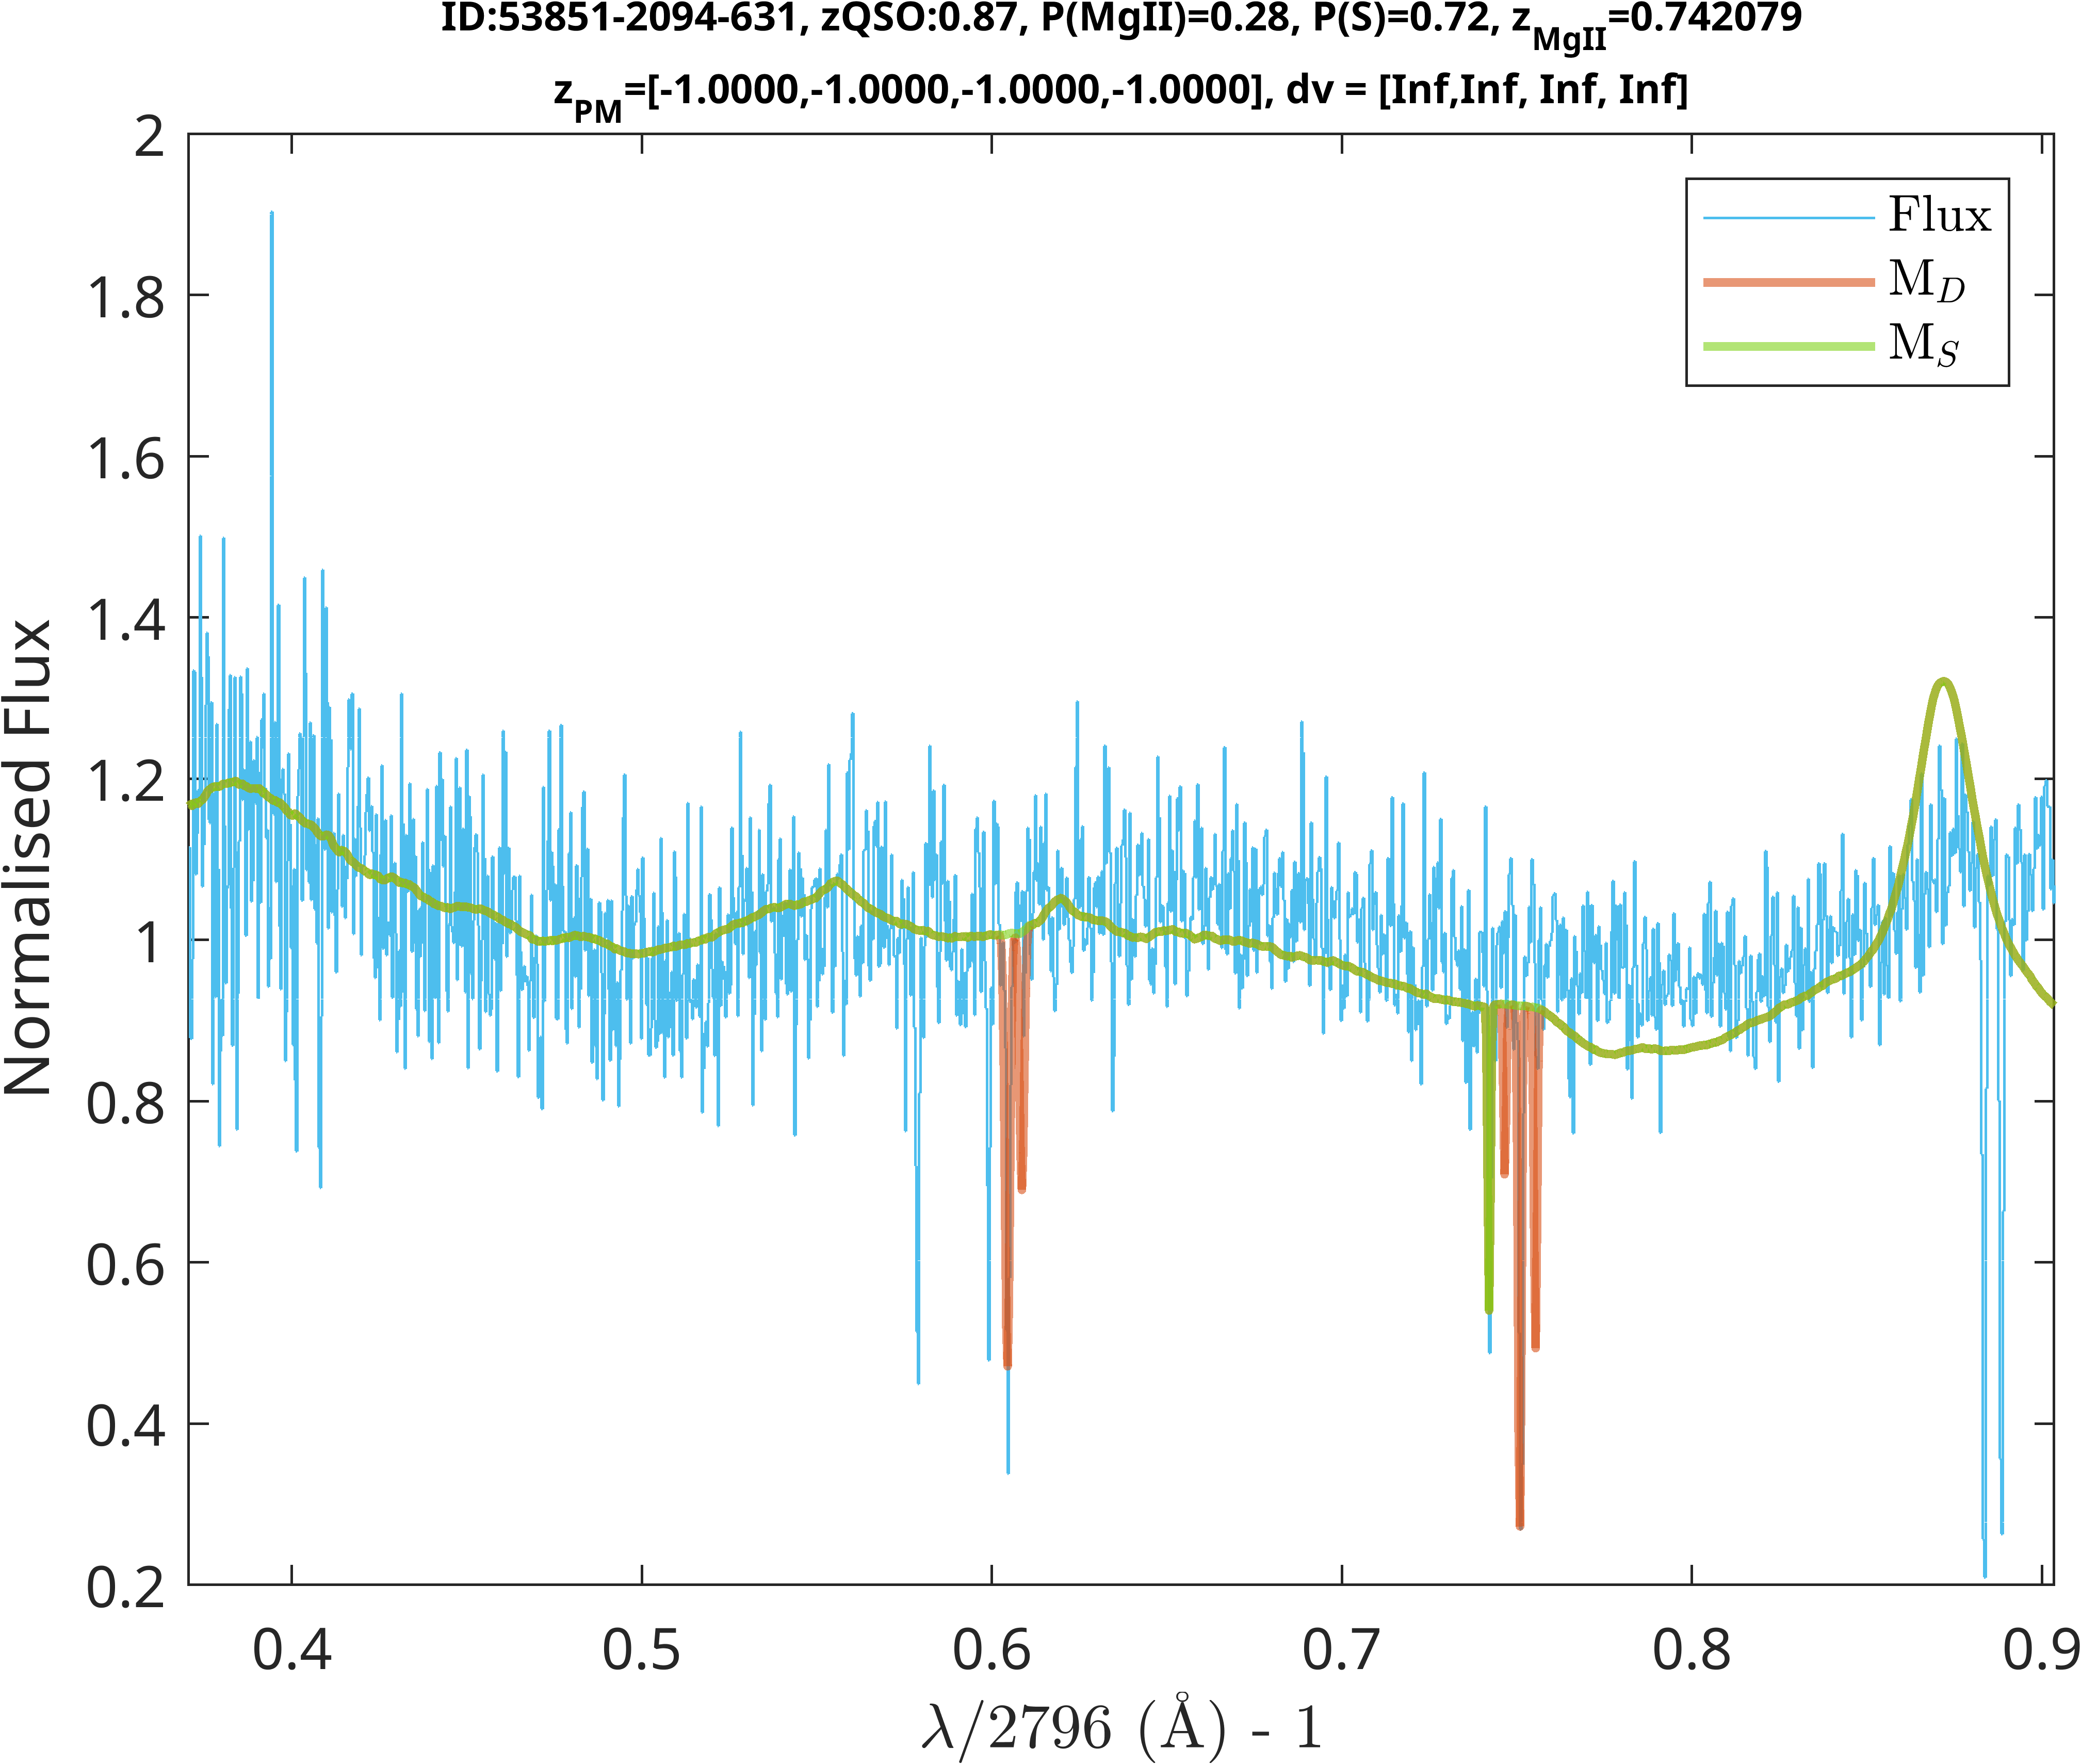 ID:53851-2094-631, zQSO:0.87, P(MgII)=0.28, P(S)=0.72, zMgII=0.742079
zPM=[-1.0000,-1.0000,-1.0000,-1.0000], dv = [Inf,Inf, Inf, Inf]
2
1.8
1.6
1.4
1.2
1
0.8
0.6
0.4
0.2
Normalised Flux
Flux
MD
MS
0.4 0.5 0.6 0.7 0.8 0.9
λ/2796 (Å) - 1